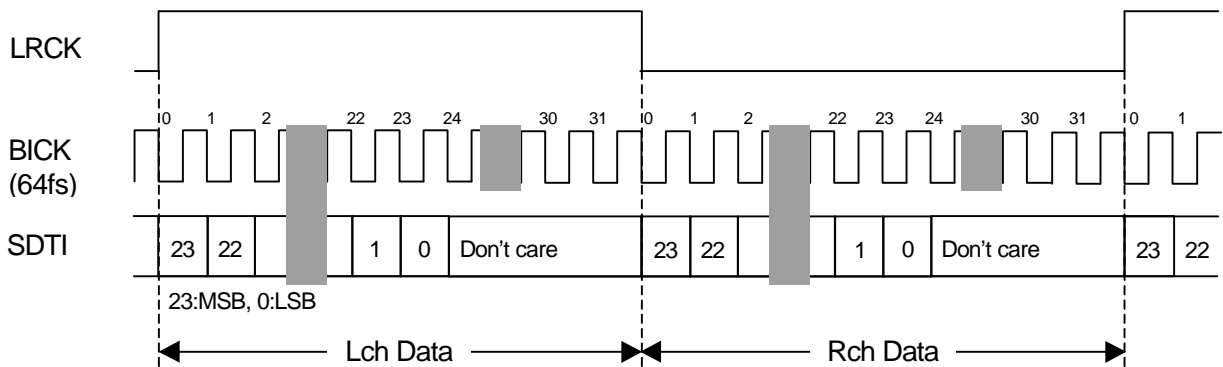 LRCK
0 1 2 22 23 24 30 31 0 1 2 22 23 24 30 31 0 1
BICK
(64fs)
SDTI 23 22 1 0 Don't care 23 22 1 0 Don't care 23 22
23:MSB, 0:LSB
Lch Data Rch Data